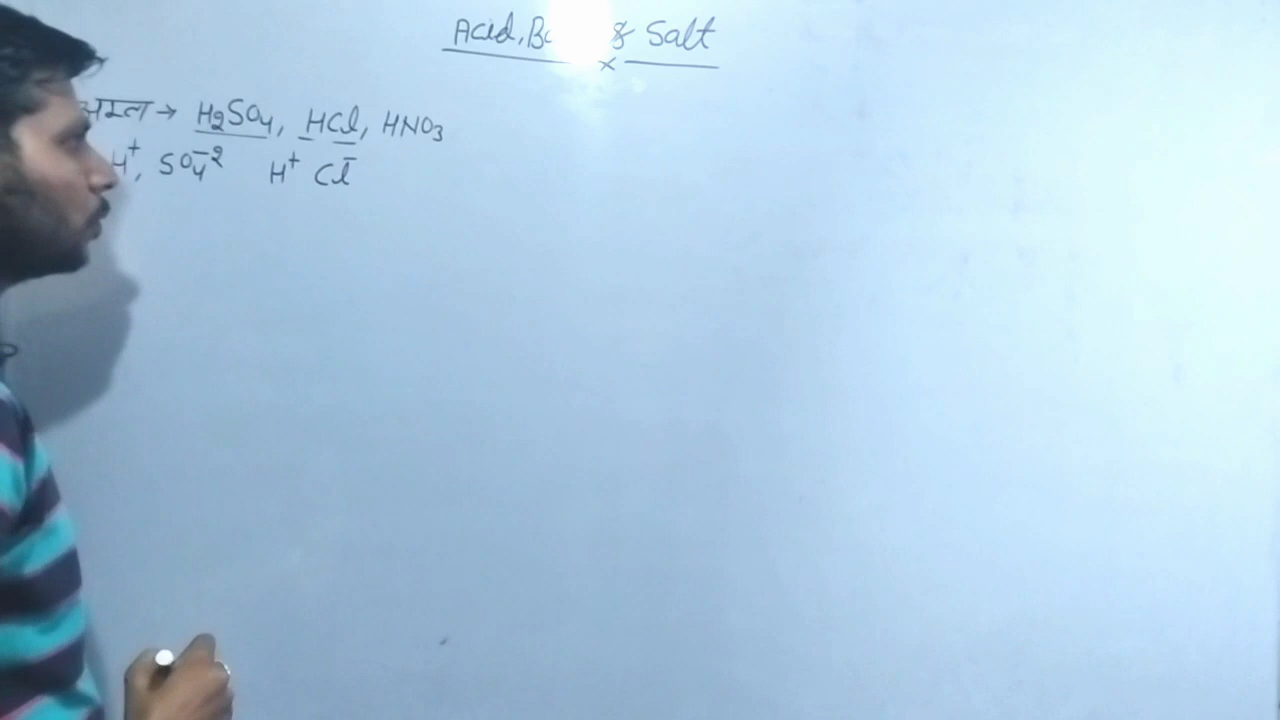 Acid, & Salt
अम्ल → H₂SO₄, HCl, HNO₃
H⁺, SO₄⁻² H⁺ Cl⁻